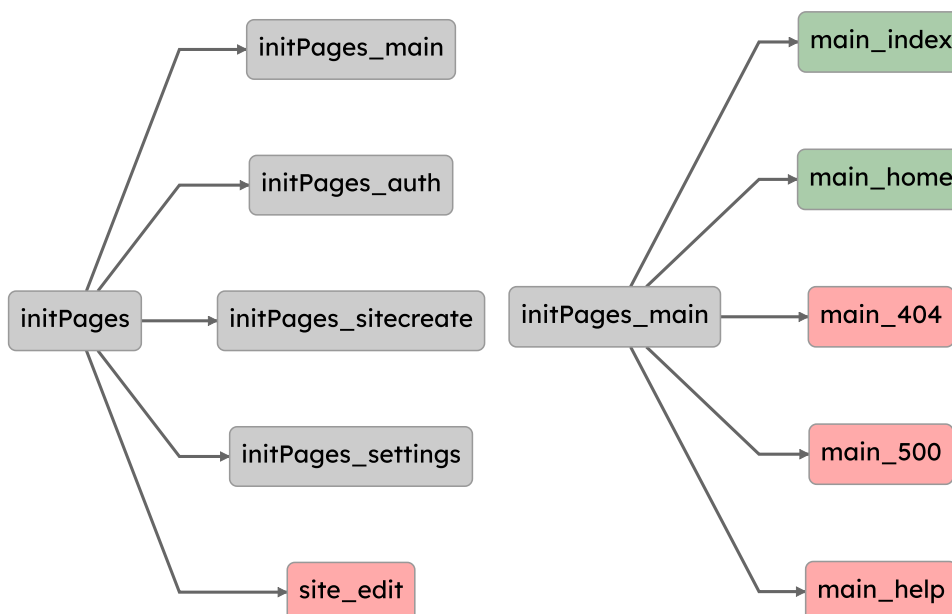 initPages_main
initPages_auth
initPages
initPages_sitecreate
initPages_settings
site_edit
main_index
main_home
initPages_main
main_404
main_500
main_help